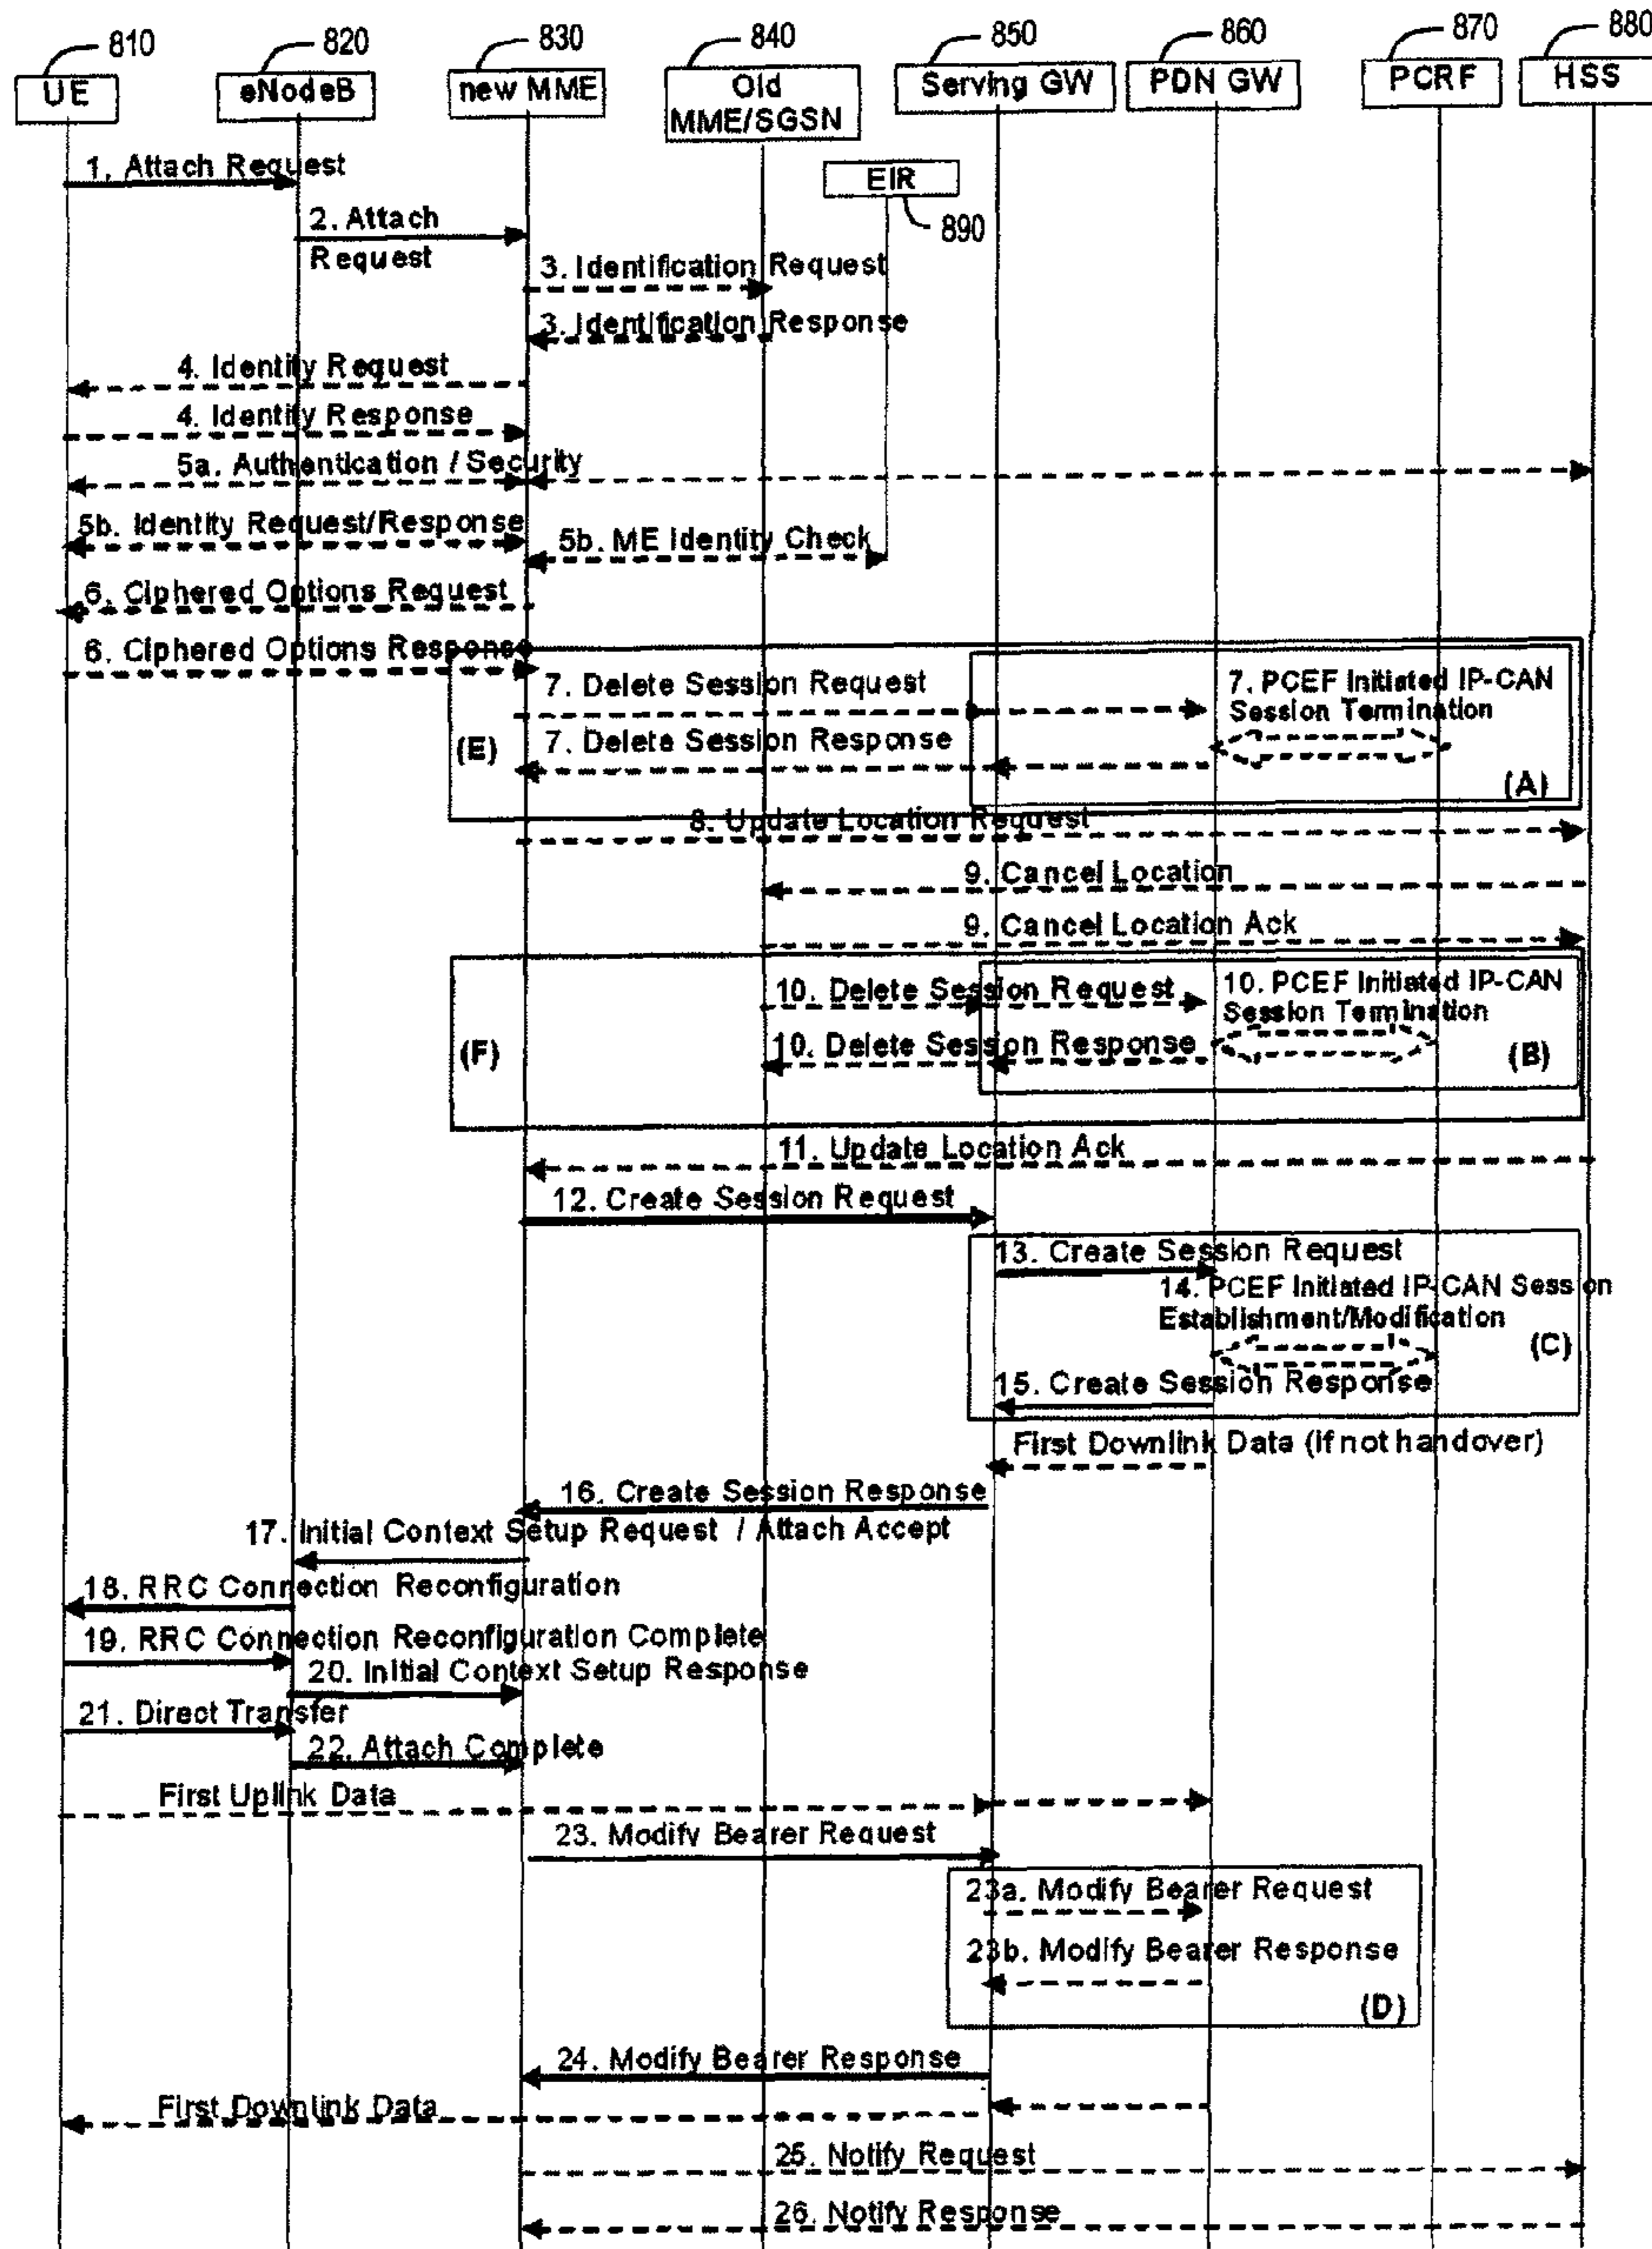 810
820
830
840
850
860
870
880
UE
eNodeB
new MME
Old
MME/SGSN
Serving GW
PDN GW
PCRF
HSS
1. Attach Request
EIR
890
2. Attach
Request
3. Identification Request
3. Identification Response
4. Identity Request
4. Identity Response
5a. Authentication / Security
5b. Identity Request/Response
5b. ME Identity Check
6. Ciphered Options Request
6. Ciphered Options Response
7. Delete Session Request
7. PCEF Initiated IP-CAN
Session Termination
(E)
7. Delete Session Response
(A)
8. Update Location Request
9. Cancel Location
9. Cancel Location Ack
10. Delete Session Request
10. PCEF Initiated IP-CAN
Session Termination
(F)
10. Delete Session Response
(B)
11. Update Location Ack
12. Create Session Request
13. Create Session Request
14. PCEF Initiated IP-CAN Session
Establishment/Modification
(C)
15. Create Session Response
First Downlink Data (if not handover)
16. Create Session Response
17. Initial Context Setup Request / Attach Accept
18. RRC Connection Reconfiguration
19. RRC Connection Reconfiguration Complete
20. Initial Context Setup Response
21. Direct Transfer
22. Attach Complete
First Uplink Data
23. Modify Bearer Request
23a. Modify Bearer Request
23b. Modify Bearer Response
(D)
24. Modify Bearer Response
First Downlink Data
25. Notify Request
26. Notify Response